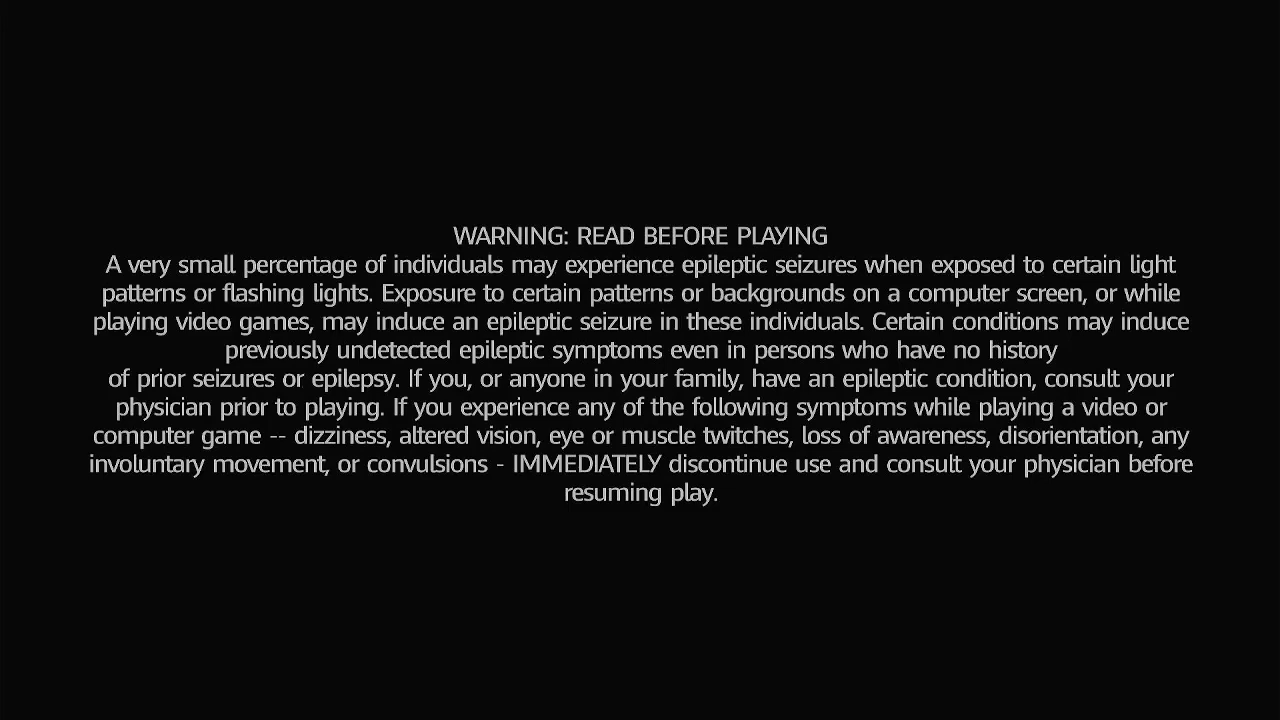 WARNING: READ BEFORE PLAYING
A very small percentage of individuals may experience epileptic seizures when exposed to certain light
patterns or flashing lights. Exposure to certain patterns or backgrounds on a computer screen, or while
playing video games, may induce an epileptic seizure in these individuals. Certain conditions may induce
previously undetected epileptic symptoms even in persons who have no history
of prior seizures or epilepsy. If you, or anyone in your family, have an epileptic condition, consult your
physician prior to playing. If you experience any of the following symptoms while playing a video or
computer game -- dizziness, altered vision, eye or muscle twitches, loss of awareness, disorientation, any
involuntary movement, or convulsions - IMMEDIATELY discontinue use and consult your physician before
resuming play.